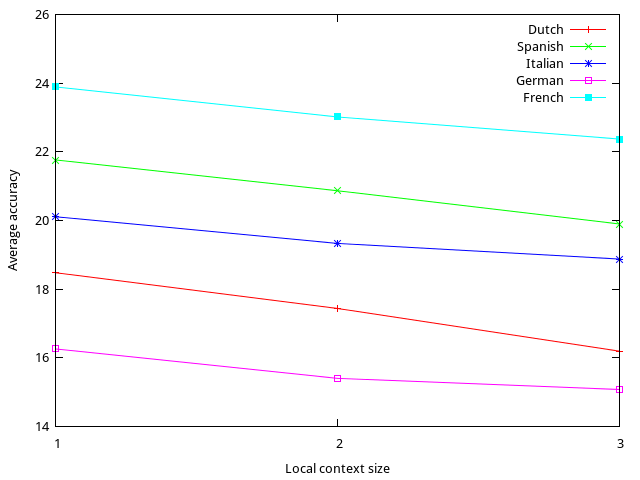 26
24
22
20
18
16
14
Average accuracy
Dutch
Spanish
Italian
German
French
1
2
3
Local context size